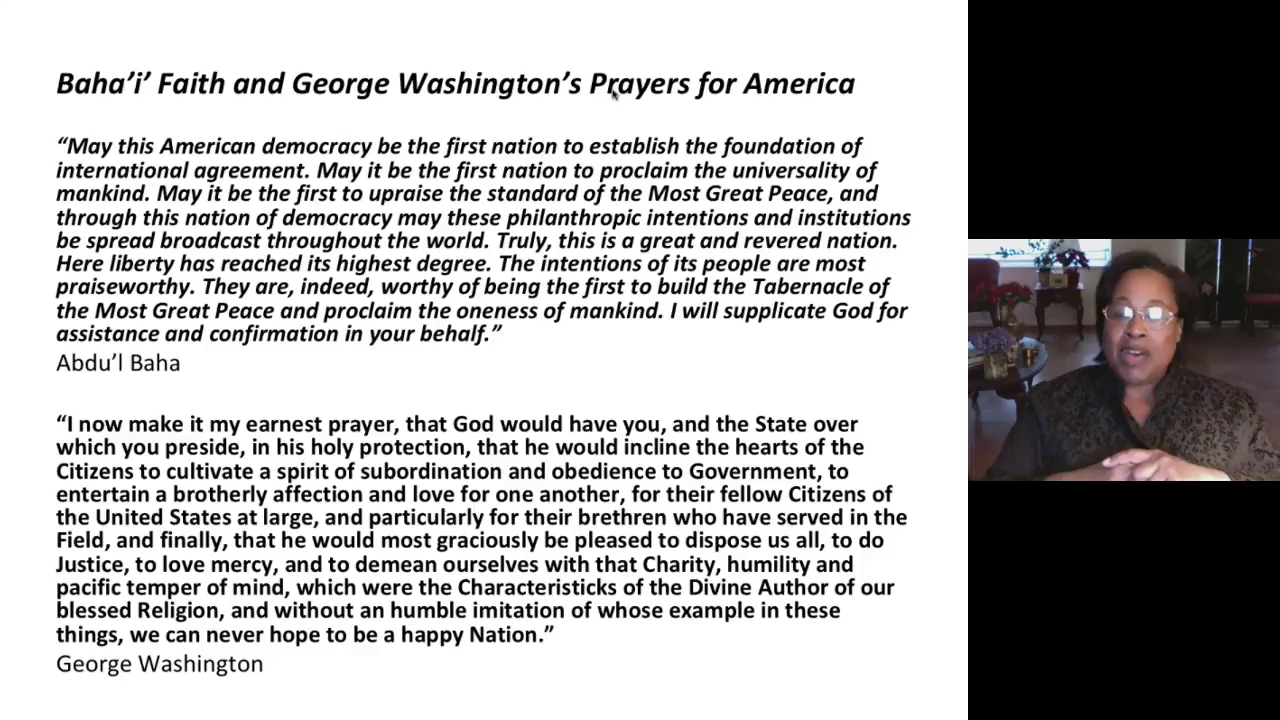 Baha’i’ Faith and George Washington’s Prayers for America
“May this American democracy be the first nation to establish the foundation of
international agreement. May it be the first nation to proclaim the universality of
mankind. May it be the first to upraise the standard of the Most Great Peace, and
through this nation of democracy may these philanthropic intentions and institutions
be spread broadcast throughout the world. Truly, this is a great and revered nation.
Here liberty has reached its highest degree. The intentions of its people are most
praiseworthy. They are, indeed, worthy of being the first to build the Tabernacle of
the Most Great Peace and proclaim the oneness of mankind. I will supplicate God for
assistance and confirmation in your behalf.”
Abdu’l Baha
“I now make it my earnest prayer, that God would have you, and the State over
which you preside, in his holy protection, that he would incline the hearts of the
Citizens to cultivate a spirit of subordination and obedience to Government, to
entertain a brotherly affection and love for one another, for their fellow Citizens of
the United States at large, and particularly for their brethren who have served in the
Field, and finally, that he would most graciously be pleased to dispose us all, to do
Justice, to love mercy, and to demean ourselves with that Charity, humility and
pacific temper of mind, which were the Characteristicks of the Divine Author of our
blessed Religion, and without an humble imitation of whose example in these
things, we can never hope to be a happy Nation.”
George Washington